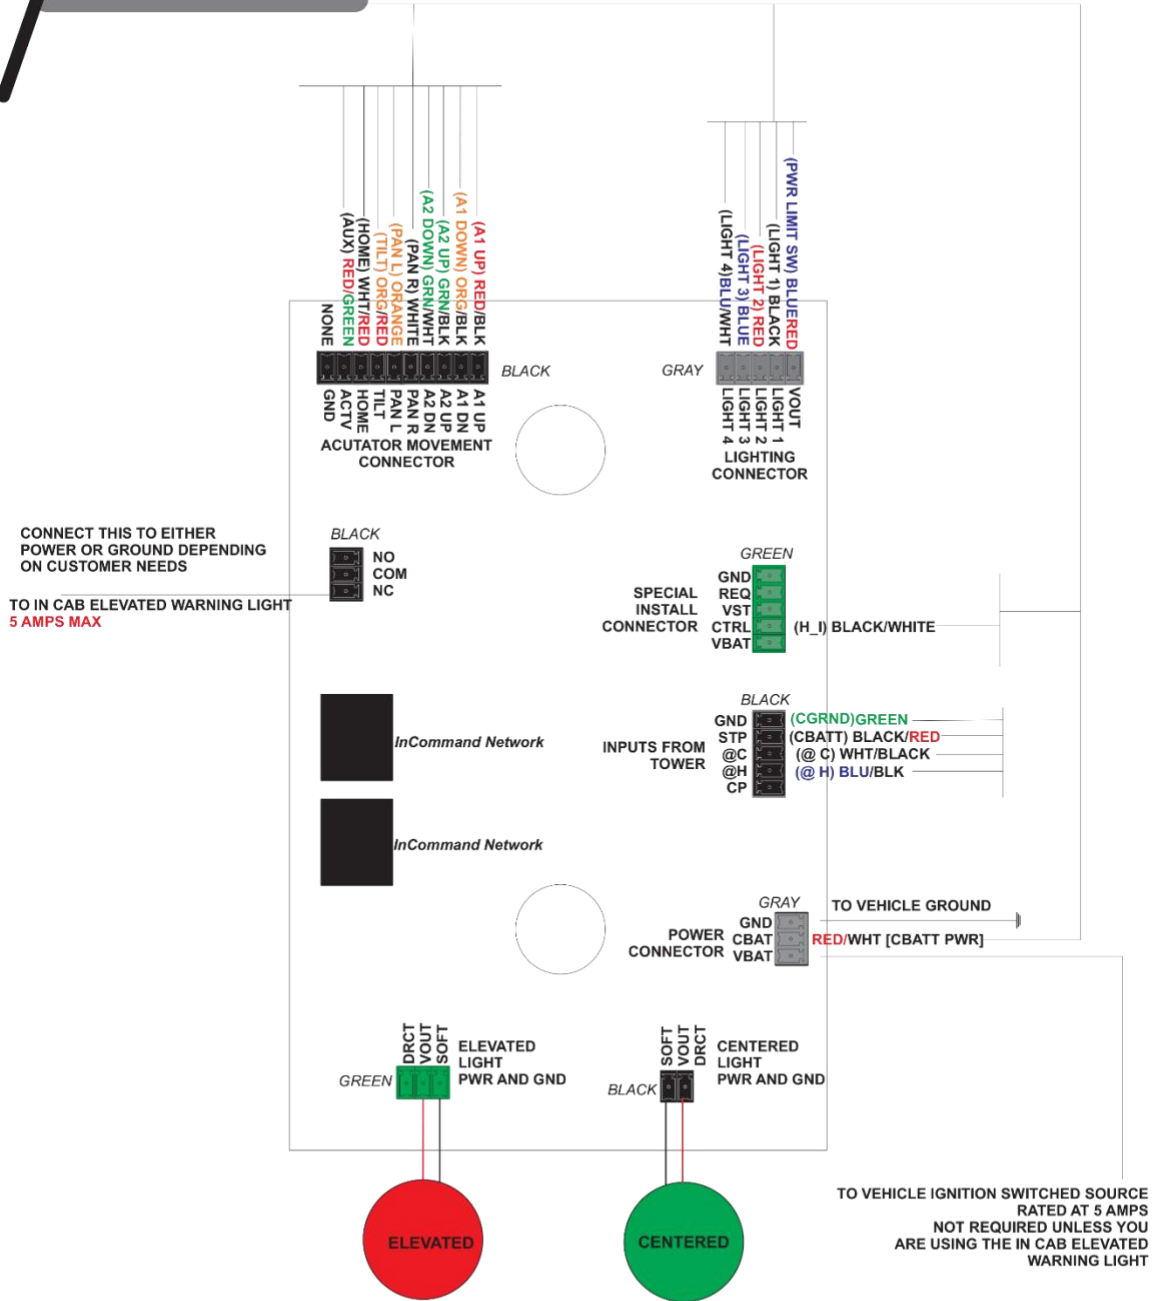 (AUX) RED/GREEN
(HOME) WHT/RED
(TILT) ORG/RED
(PAN L) ORANGE
(PAN R) WHITE
(A2 DOWN) GRN/WHT
(A2 UP) GRN/BLK
(A1 DOWN) ORG/BLK
(A1 UP) RED/BLK
NONE
GND
ACTV
HOME
TILT
PAN L
PAN R
A2 DN
A2 UP
A1 DN
A1 UP
BLACK
ACUTATOR MOVEMENT
CONNECTOR
(LIGHT 4)BLU/WHT
(LIGHT 3) BLUE
(LIGHT 2) RED
(LIGHT 1) BLACK
(PWR LIMIT SW) BLUERED
GRAY
LIGHT 4
LIGHT 3
LIGHT 2
LIGHT 1
VOUT
LIGHTING
CONNECTOR
CONNECT THIS TO EITHER
POWER OR GROUND DEPENDING
ON CUSTOMER NEEDS
BLACK
NO
COM
NC
TO IN CAB ELEVATED WARNING LIGHT
5 AMPS MAX
GREEN
SPECIAL
INSTALL
CONNECTOR
GND
REQ
VST
CTRL
VBAT
(H_I) BLACK/WHITE
BLACK
INPUTS FROM
TOWER
GND
STP
@C
@H
CP
(CGRND)GREEN
(CBATT) BLACK/RED
(@ C) WHT/BLACK
(@ H) BLU/BLK
InCommand Network
InCommand Network
GRAY
POWER
CONNECTOR
GND
CBAT
VBAT
TO VEHICLE GROUND
RED/WHT [CBATT PWR]
DRCT
VOUT
SOFT
GREEN
ELEVATED
LIGHT
PWR AND GND
SOFT
VOUT
DRCT
BLACK
CENTERED
LIGHT
PWR AND GND
ELEVATED
CENTERED
TO VEHICLE IGNITION SWITCHED SOURCE
RATED AT 5 AMPS
NOT REQUIRED UNLESS YOU
ARE USING THE IN CAB ELEVATED
WARNING LIGHT